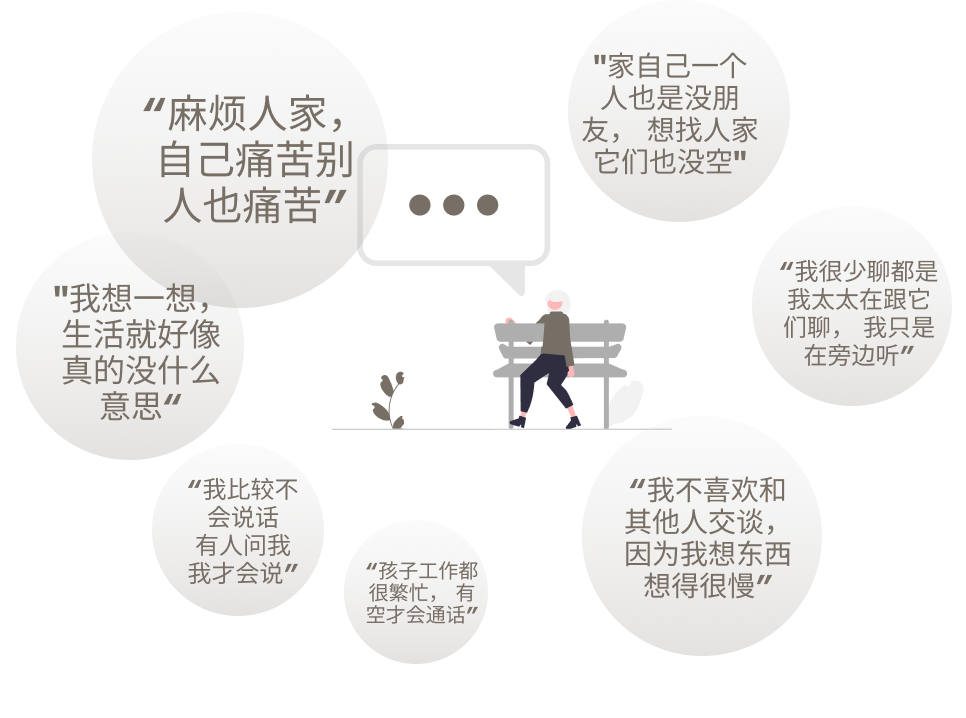 “麻烦人家，
自己痛苦别
人也痛苦”
"家自己一个
人也是没朋
友， 想找人家
它们也没空"
"我想一想，
生活就好像
真的没什么
意思“
“我很少聊都是
我太太在跟它
们聊， 我只是
在旁边听”
“我比较不
会说话
有人问我
我才会说”
“孩子工作都
很繁忙， 有
空才会通话”
“我不喜欢和
其他人交谈，
因为我想东西
想得很慢”